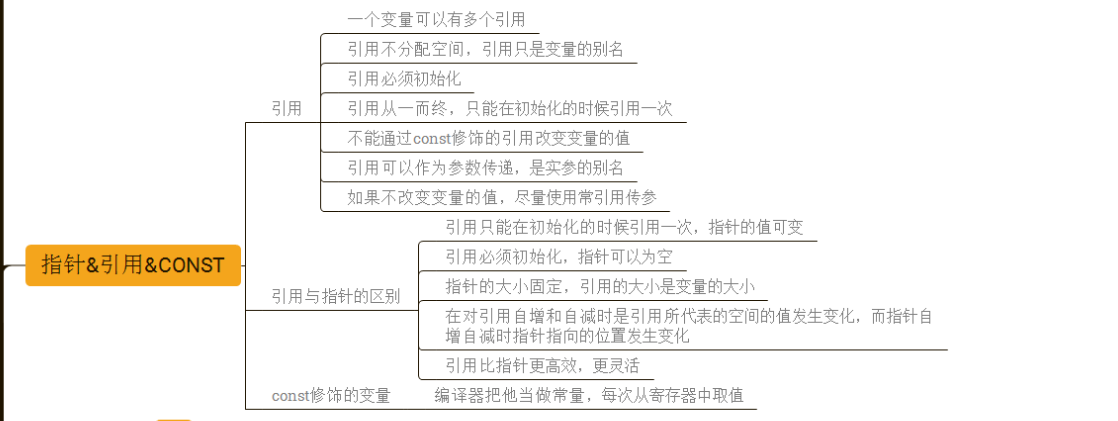 一个变量可以有多个引用
引用不分配空间，引用只是变量的别名
引用必须初始化
引用
引用从一而终，只能在初始化的时候引用一次
不能通过const修饰的引用改变变量的值
引用可以作为参数传递，是实参的别名
如果不改变变量的值，尽量使用常引用传参
指针&引用&CONST
引用只能在初始化的时候引用一次，指针的值可变
引用必须初始化，指针可以为空
引用与指针的区别
指针的大小固定，引用的大小是变量的大小
在对引用自增和自减时是引用所代表的空间的值发生变化，而指针自
增自减时指针指向的位置发生变化
引用比指针更高效，更灵活
const修饰的变量
编译器把他当做常量，每次从寄存器中取值